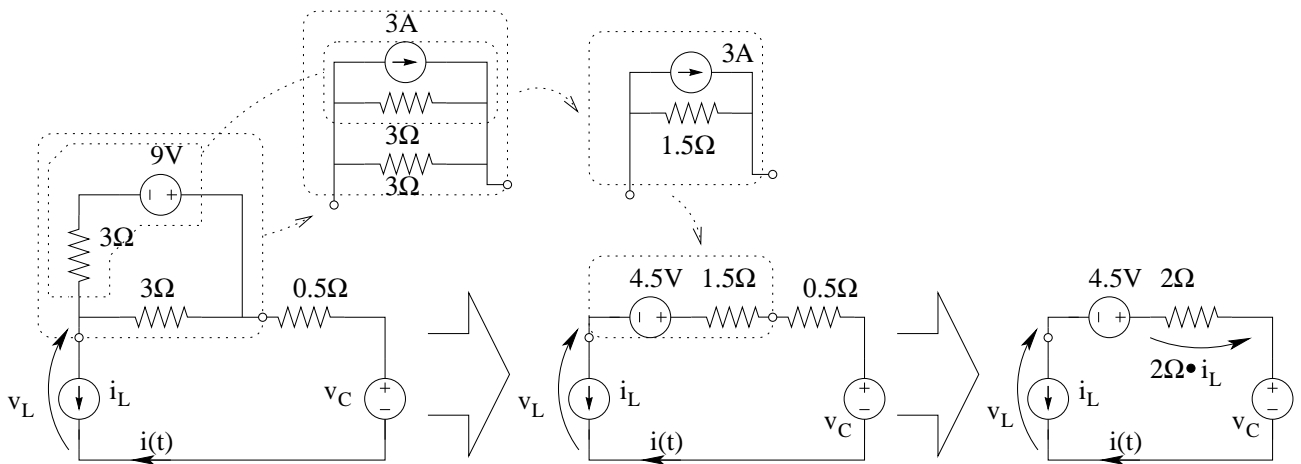 3A
3Ω
3Ω
3A
1.5Ω
9V
3Ω
3Ω
0.5Ω
v_L
i_L
v_C
i(t)
4.5V
1.5Ω
0.5Ω
v_L
i_L
v_C
i(t)
4.5V
2Ω
2Ω•i_L
v_L
i_L
v_C
i(t)